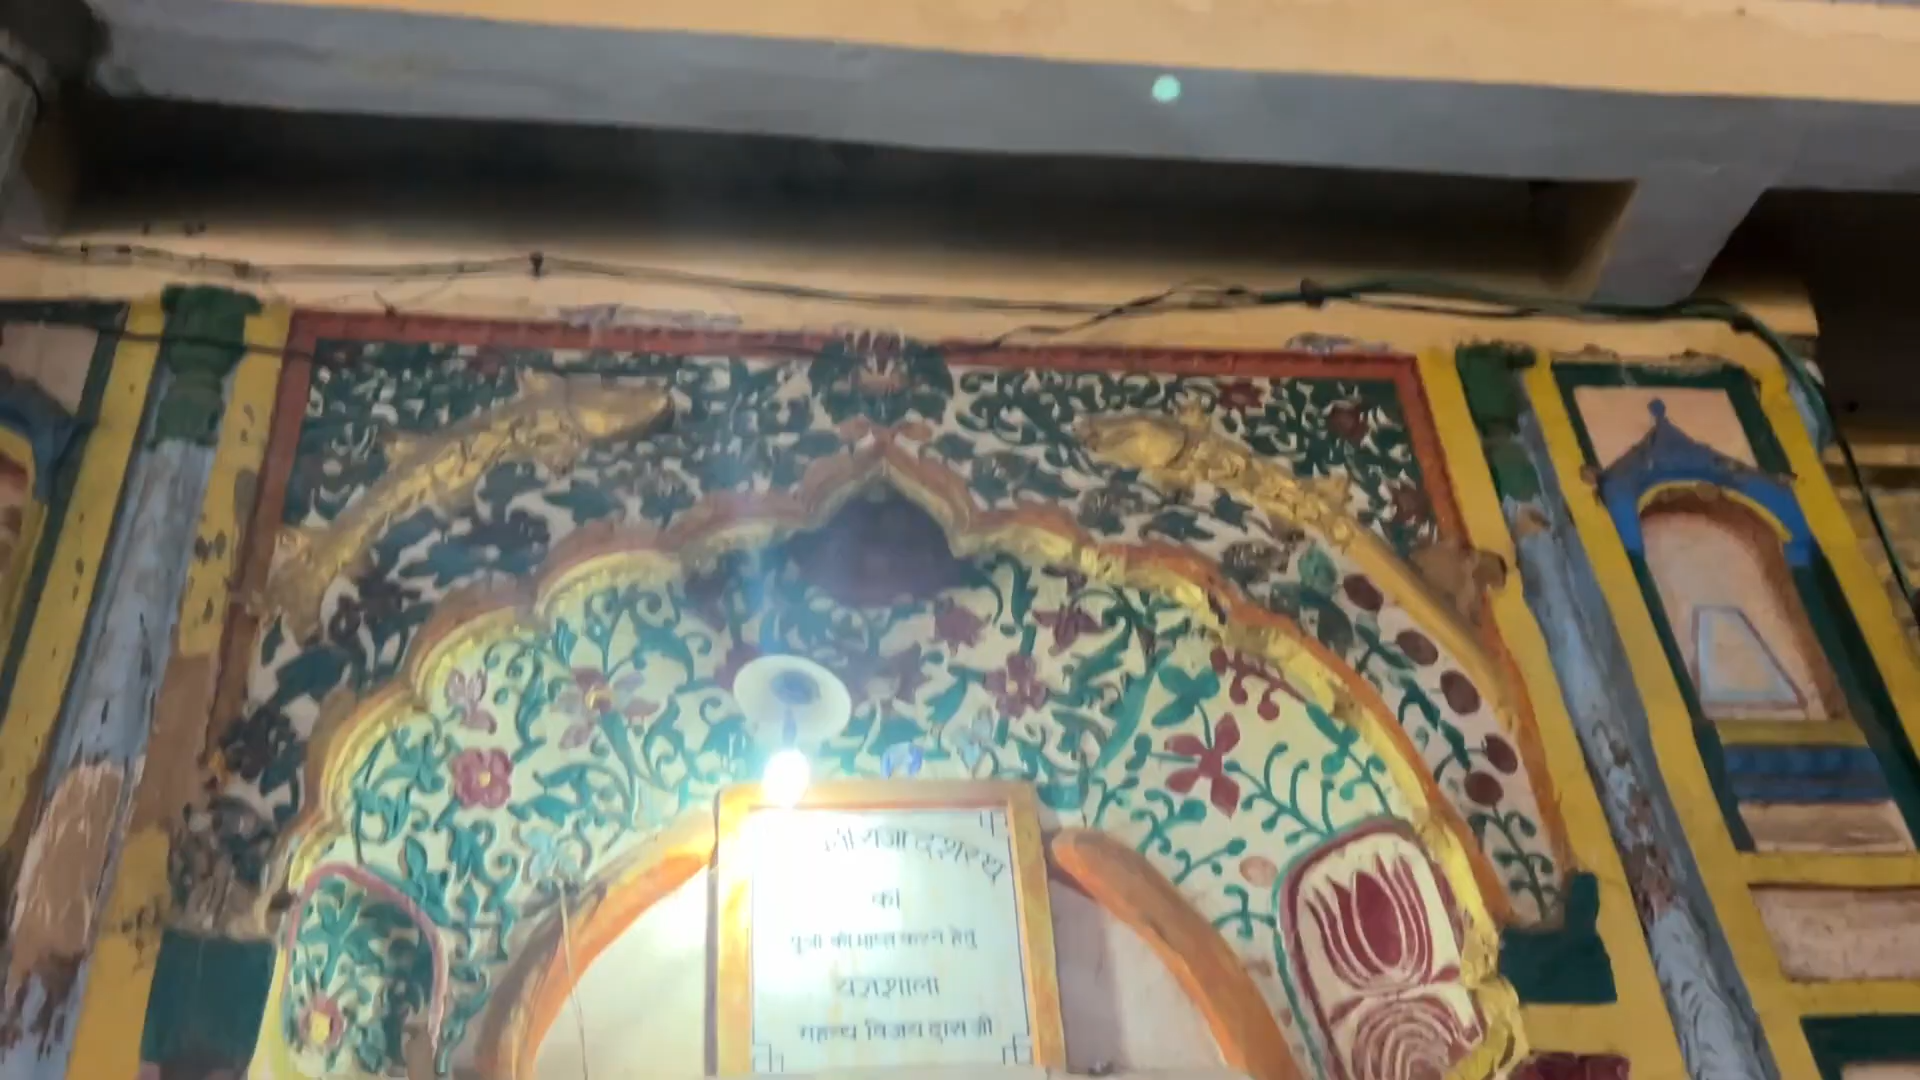 राजा दशरथ
की
पुत्रो की प्राप्त करने हेतु
यज्ञशाला
महन्थ विजय दास जी